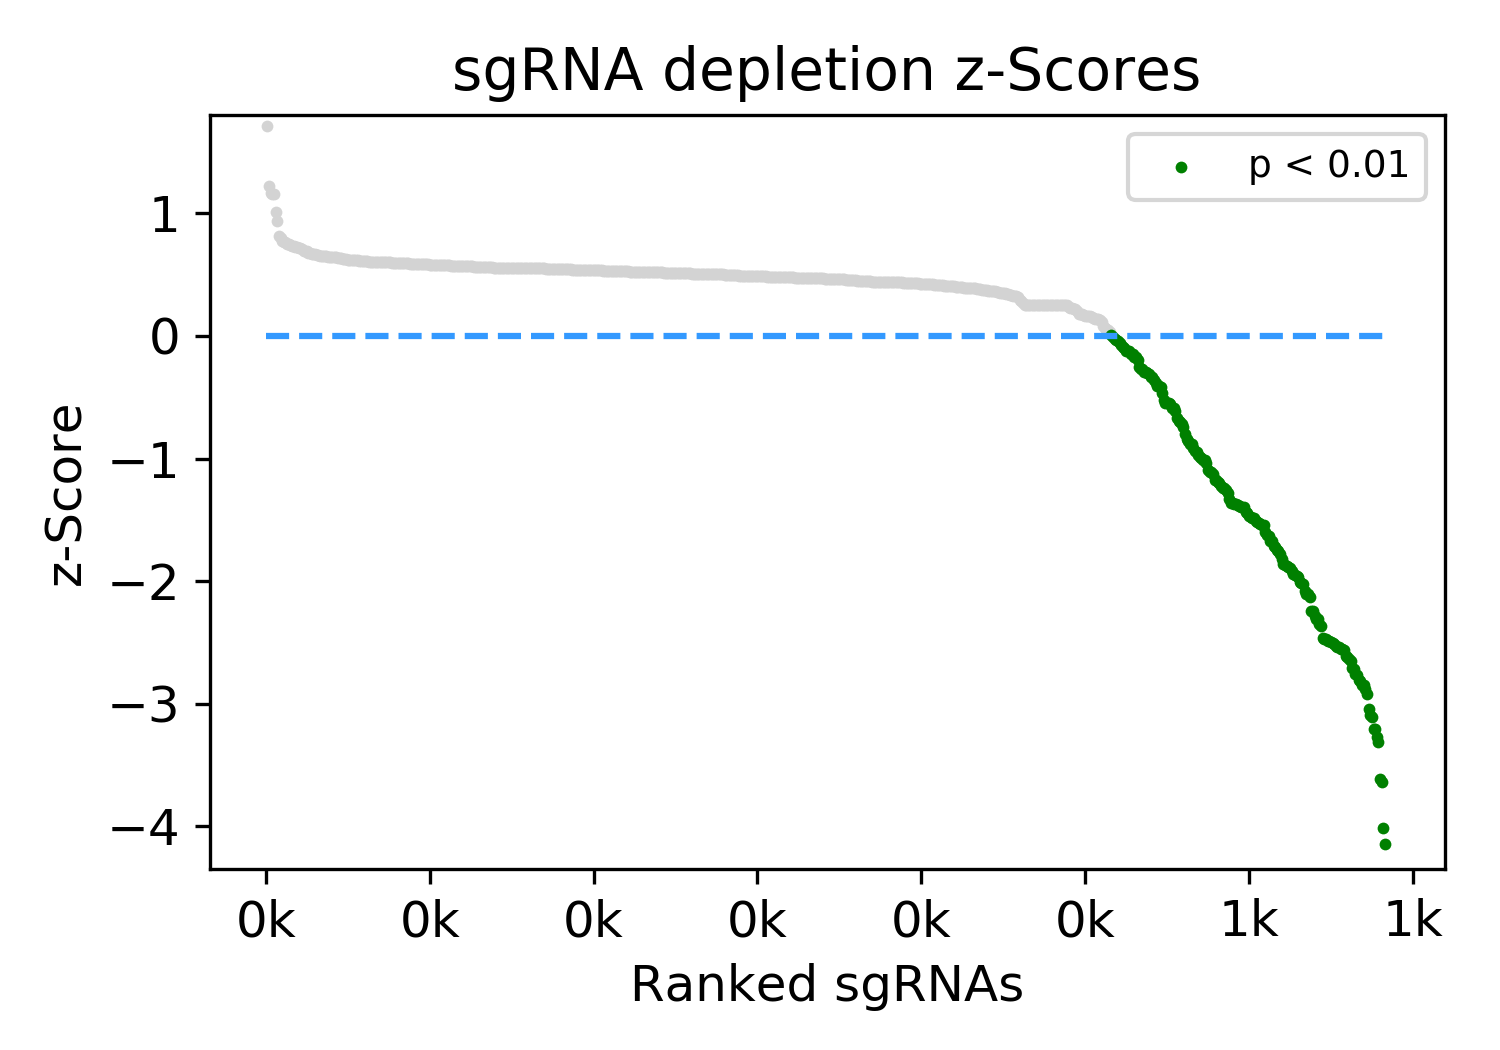 sgRNA depletion z-Scores
p < 0.01
1
0
−1
−2
−3
−4
z-Score
0k 0k 0k 0k 0k 0k 1k 1k
Ranked sgRNAs